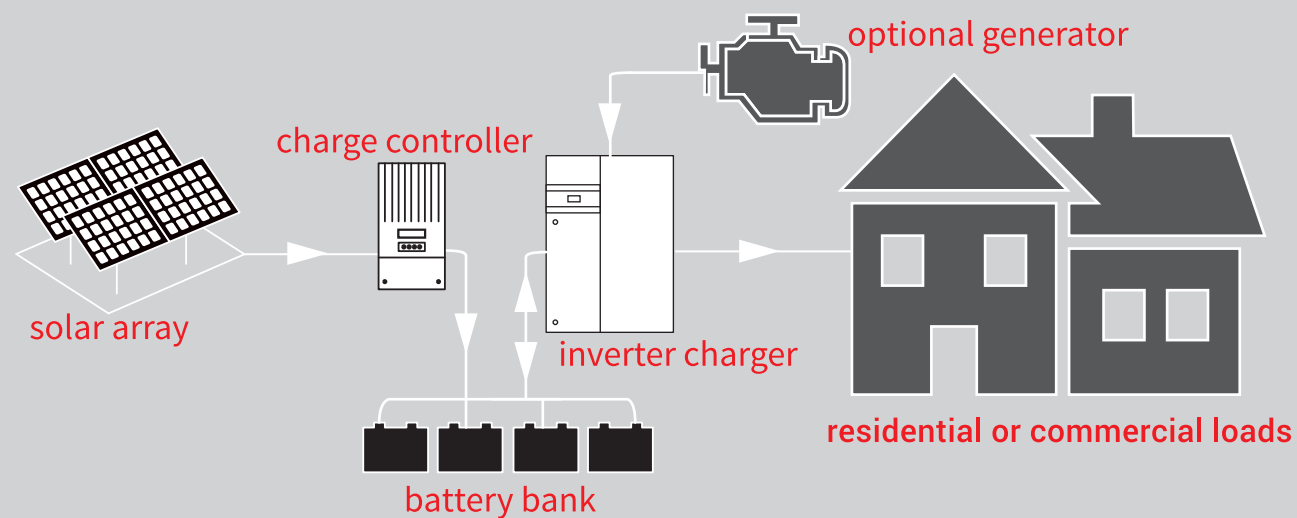 optional generator
charge controller
solar array
inverter charger
residential or commercial loads
battery bank